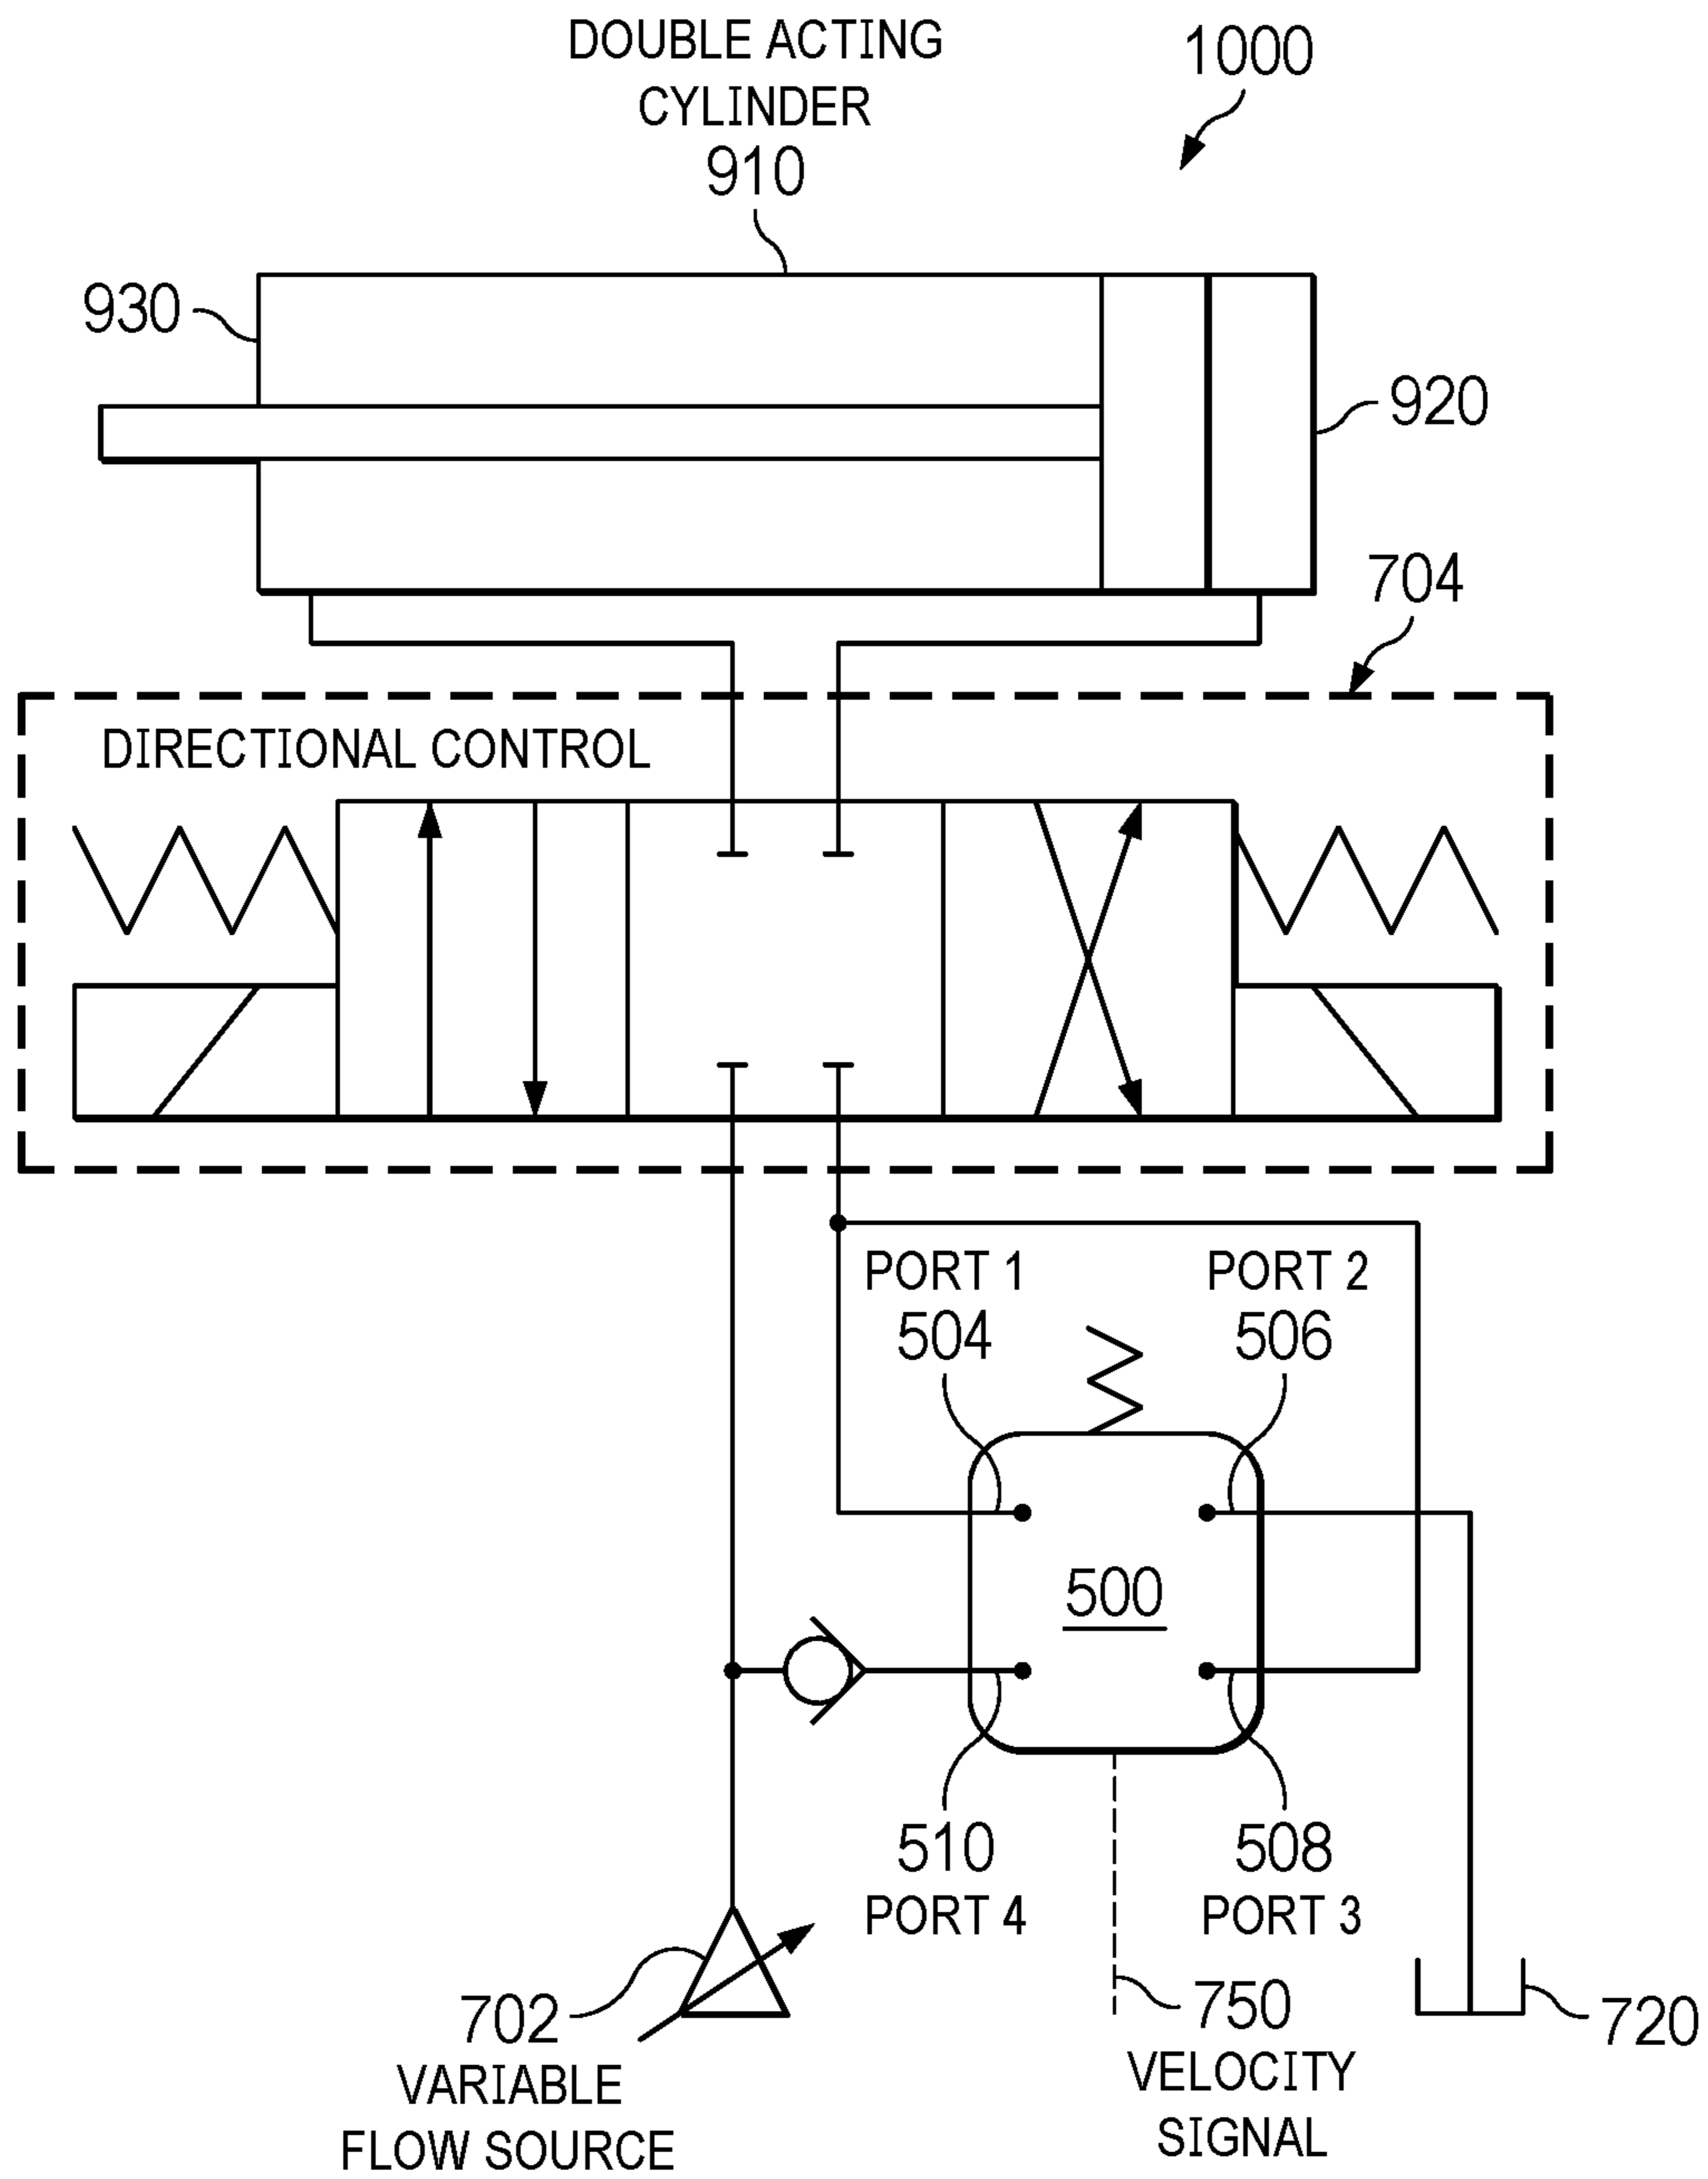 DOUBLE ACTING
CYLINDER
910
1000
930
920
704
DIRECTIONAL CONTROL
PORT 1
504
PORT 2
506
500
510
PORT 4
508
PORT 3
702
VARIABLE
FLOW SOURCE
750
VELOCITY
SIGNAL
720